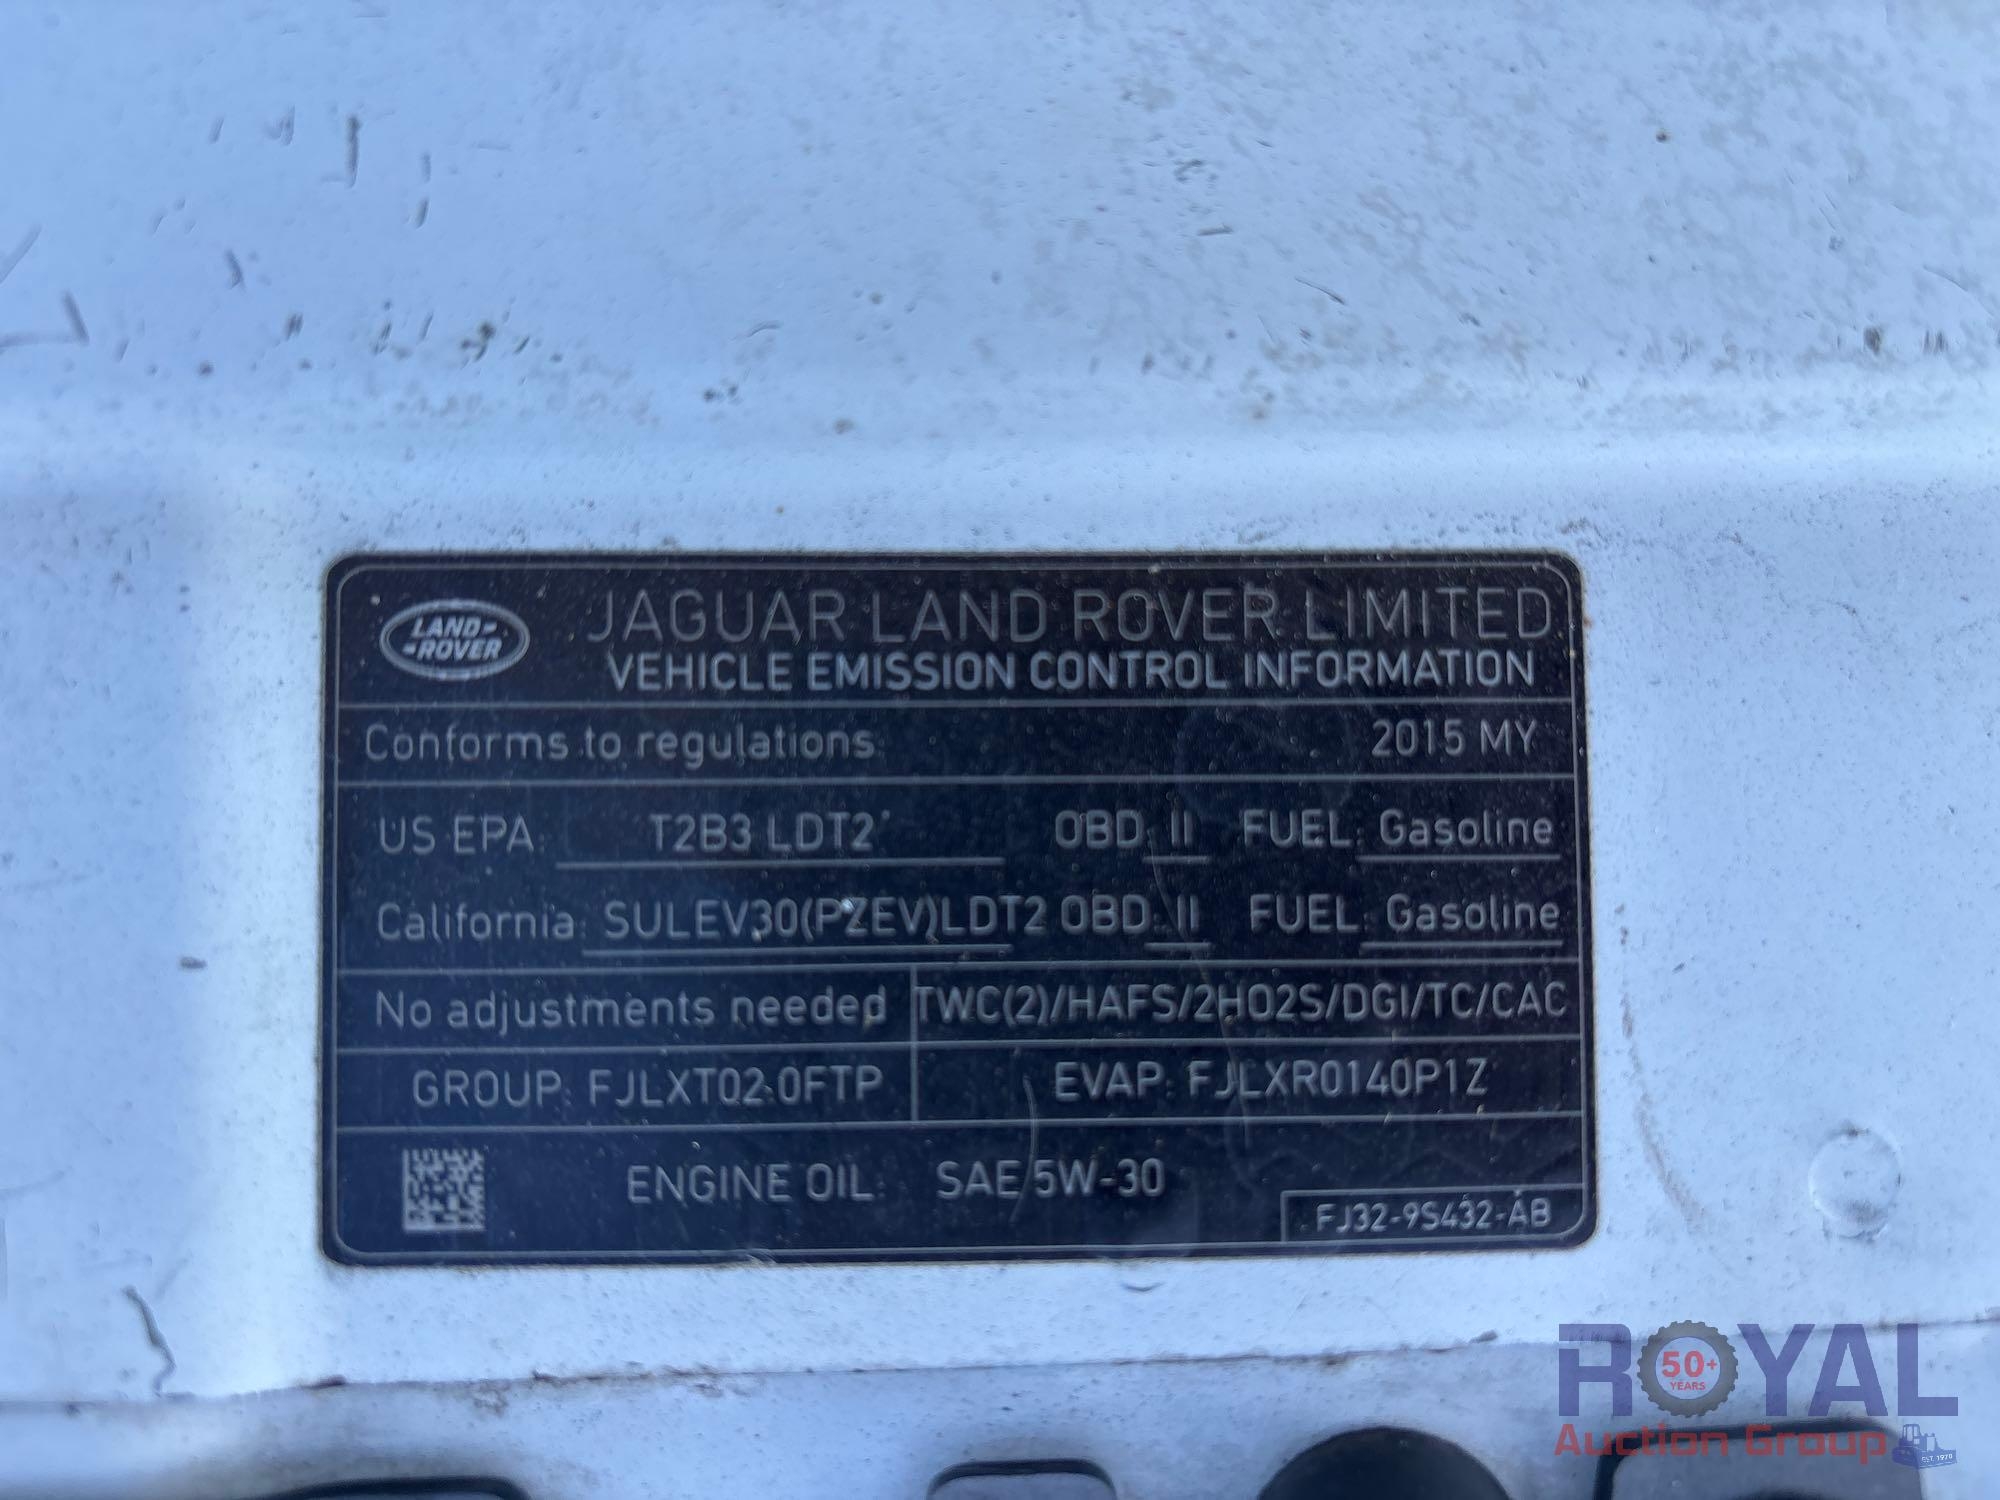 LAND-
-ROVER
JAGUAR LAND ROVER LIMITED
VEHICLE EMISSION CONTROL INFORMATION
Conforms to regulations: 2015 MY
US EPA: T2B3 LDT2 OBD: II FUEL: Gasoline
California: SULEV30(PZEV)LDT2 OBD: II FUEL: Gasoline
No adjustments needed TWC(2)/HAFS/2HO2S/DGI/TC/CAC
GROUP: FJLXT02.0FTP EVAP: FJLXR0140P1Z
ENGINE OIL: SAE 5W-30
FJ32-9S432-AB
ROYAL
50+
YEARS
Auction Group
EST. 1970